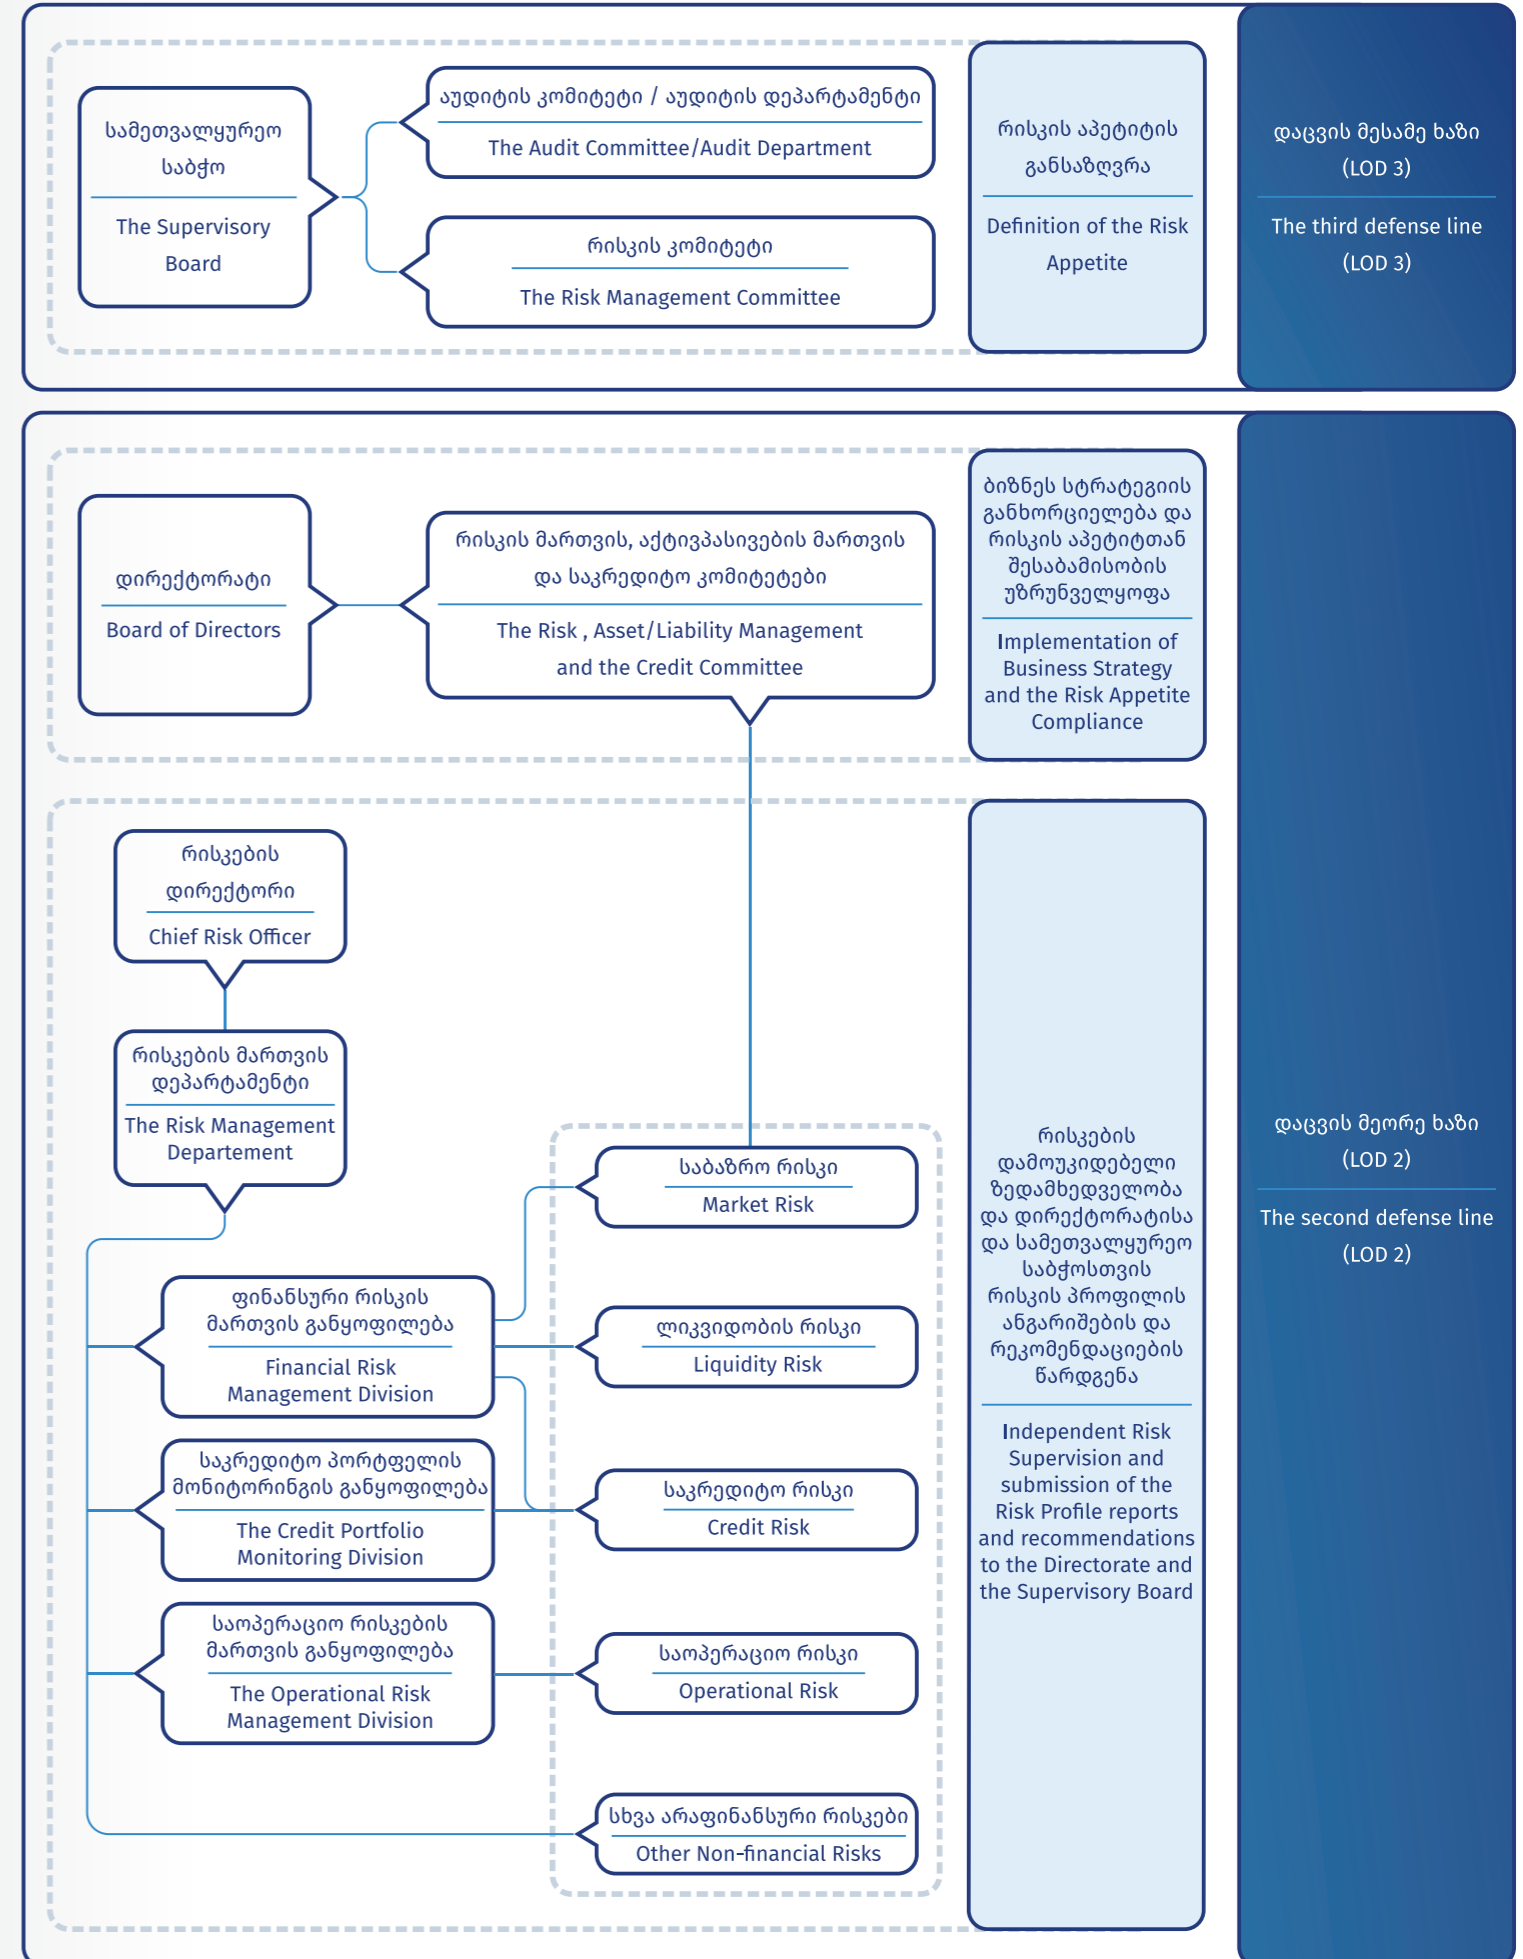 სამეთვალყურეო
საბჭო
The Supervisory
Board
აუდიტის კომიტეტი / აუდიტის დეპარტამენტი
The Audit Committee/Audit Department
რისკის კომიტეტი
The Risk Management Committee
რისკის აპეტიტის
განსაზღვრა
Definition of the Risk
Appetite
დაცვის მესამე ხაზი
(LOD 3)
The third defense line
(LOD 3)
დირექტორატი
Board of Directors
რისკის მართვის, აქტივპასივების მართვის
და საკრედიტო კომიტეტები
The Risk , Asset/Liability Management
and the Credit Committee
ბიზნეს სტრატეგიის
განხორციელება და
რისკის აპეტიტთან
შესაბამისობის
უზრუნველყოფა
Implementation of
Business Strategy
and the Risk Appetite
Compliance
რისკების
დირექტორი
Chief Risk Officer
რისკების მართვის
დეპარტამენტი
The Risk Management
Departement
ფინანსური რისკის
მართვის განყოფილება
Financial Risk
Management Division
საკრედიტო პორტფელის
მონიტორინგის განყოფილება
The Credit Portfolio
Monitoring Division
საოპერაციო რისკების
მართვის განყოფილება
The Operational Risk
Management Division
საბაზრო რისკი
Market Risk
ლიკვიდობის რისკი
Liquidity Risk
საკრედიტო რისკი
Credit Risk
საოპერაციო რისკი
Operational Risk
სხვა არაფინანსური რისკები
Other Non-financial Risks
რისკების
დამოუკიდებელი
ზედამხედველობა
და დირექტორატისა
და სამეთვალყურეო
საბჭოსთვის
რისკის პროფილის
ანგარიშების და
რეკომენდაციების
წარდგენა
Independent Risk
Supervision and
submission of the
Risk Profile reports
and recommendations
to the Directorate and
the Supervisory Board
დაცვის მეორე ხაზი
(LOD 2)
The second defense line
(LOD 2)